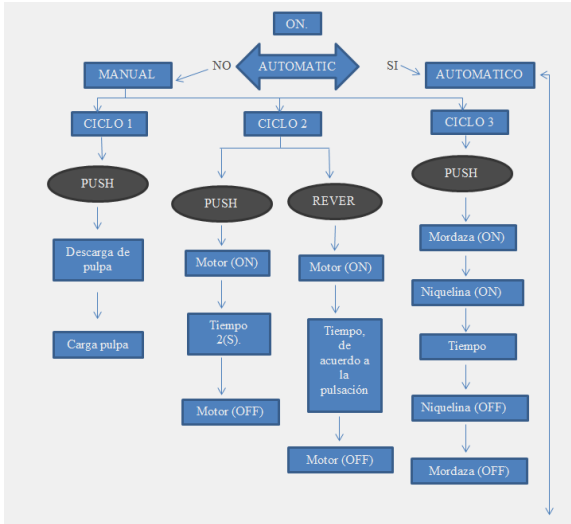 ON.
NO
AUTOMATIC
SI
MANUAL
AUTOMATICO
CICLO 1
CICLO 2
CICLO 3
PUSH
Descarga de
pulpa
Carga pulpa
PUSH
Motor (ON)
Tiempo
2(S).
Motor (OFF)
REVER
Motor (ON)
Tiempo,
de
acuerdo a
la
pulsación
Motor (OFF)
PUSH
Mordaza (ON)
Niquelina (ON)
Tiempo
Niquelina (OFF)
Mordaza (OFF)